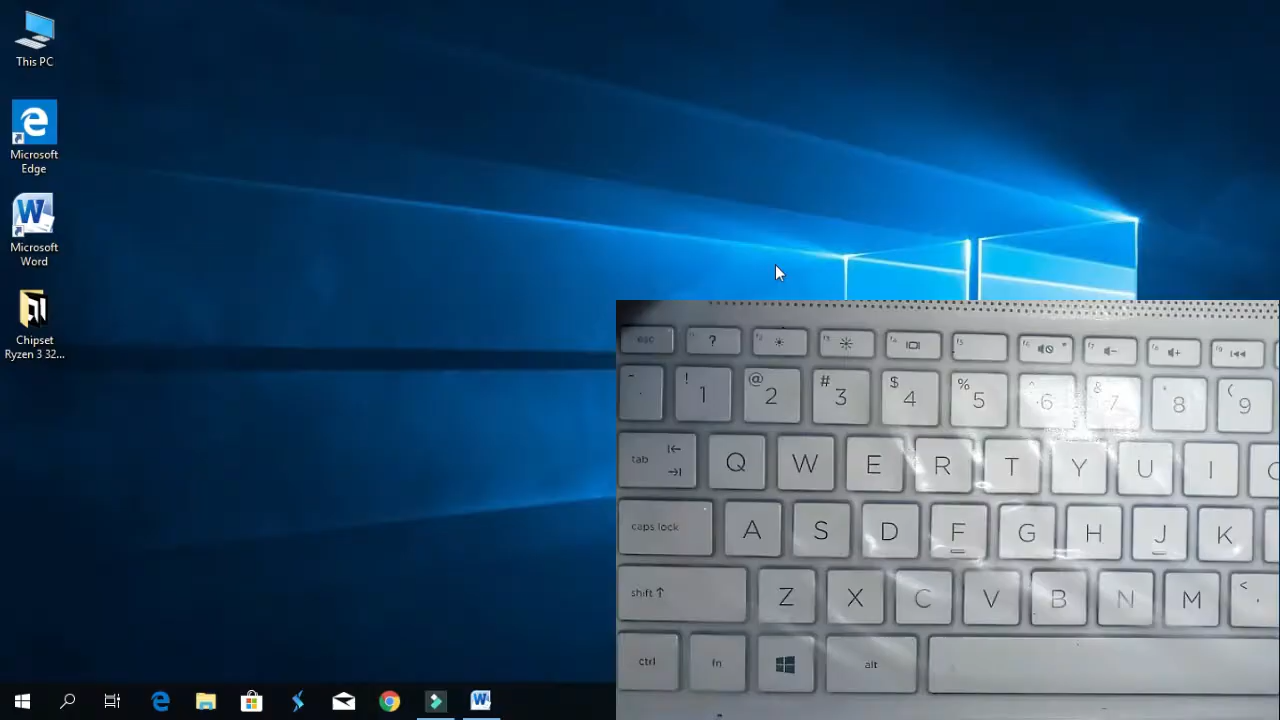 This PC
Microsoft
Edge
Microsoft
Word
Chipset
Ryzen 3 32...
esc ?
! 1 @ 2 # 3 $ 4 % 5 ^ 6 & 7 * 8 ( 9
tab Q W E R T Y U I
caps lock A S D F G H J K
shift Z X C V B N M <
ctrl fn alt